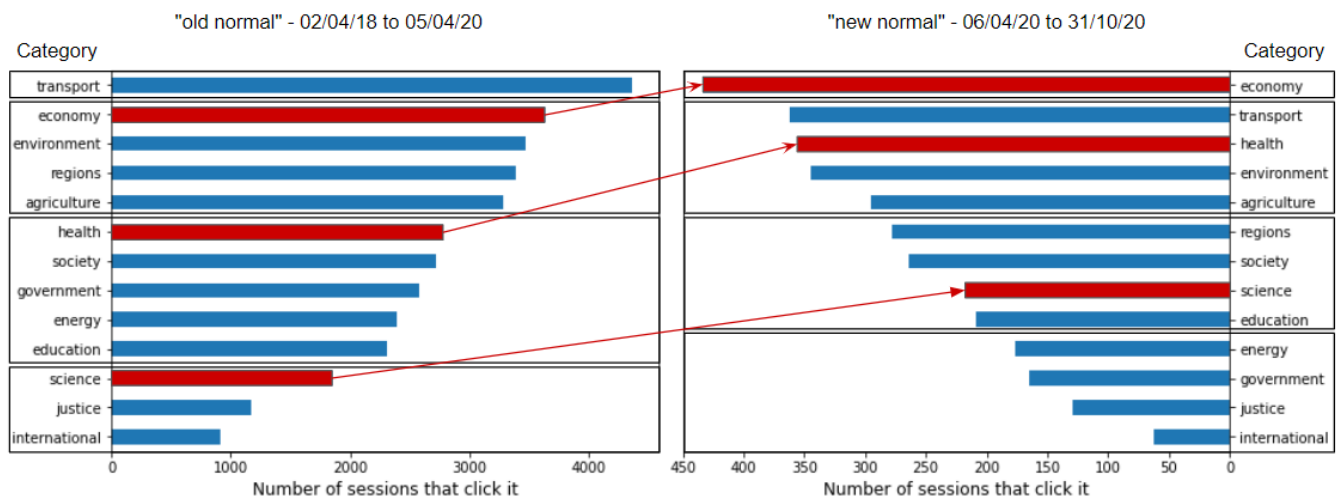 "old normal" - 02/04/18 to 05/04/20
Category
transport
economy
environment
regions
agriculture
health
society
government
energy
education
science
justice
international
0 1000 2000 3000 4000
Number of sessions that click it
"new normal" - 06/04/20 to 31/10/20
Category
economy
transport
health
environment
agriculture
regions
society
science
education
energy
government
justice
international
450 400 350 300 250 200 150 100 50 0
Number of sessions that click it